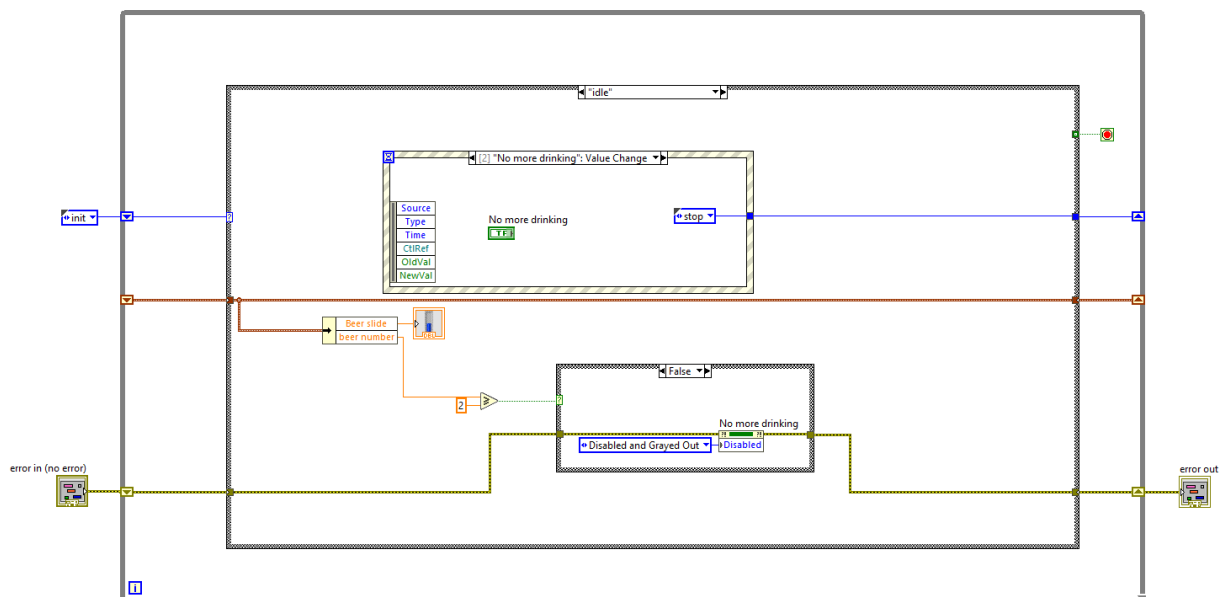 "idle"
[2] "No more drinking": Value Change
init
Source
Type
Time
CtlRef
OldVal
NewVal
No more drinking
TF
stop
?
Beer slide
beer number
DBL
2
False
?
No more drinking
Disabled and Grayed Out
Disabled
error in (no error)
error out
i